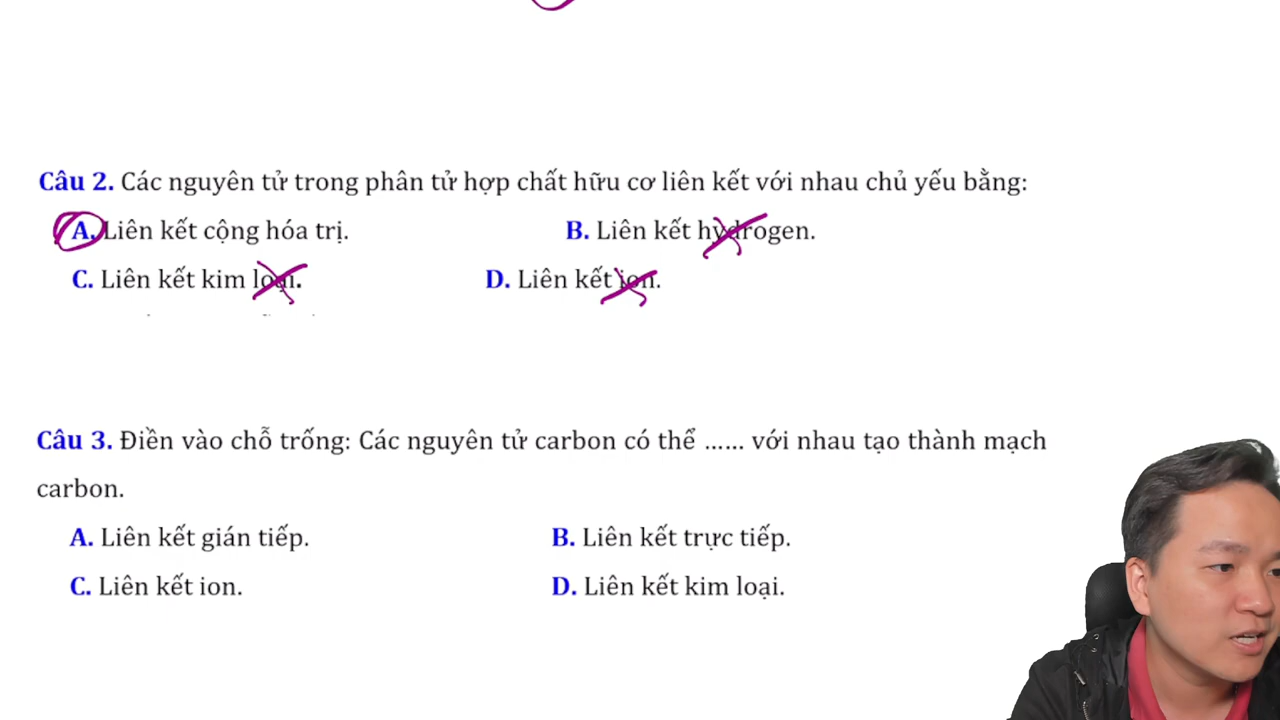 Câu 2. Các nguyên tử trong phân tử hợp chất hữu cơ liên kết với nhau chủ yếu bằng:
A. Liên kết cộng hóa trị. B. Liên kết hydrogen.
C. Liên kết kim loại. D. Liên kết ion.
Câu 3. Điền vào chỗ trống: Các nguyên tử carbon có thể ...... với nhau tạo thành mạch
carbon.
A. Liên kết gián tiếp. B. Liên kết trực tiếp.
C. Liên kết ion. D. Liên kết kim loại.